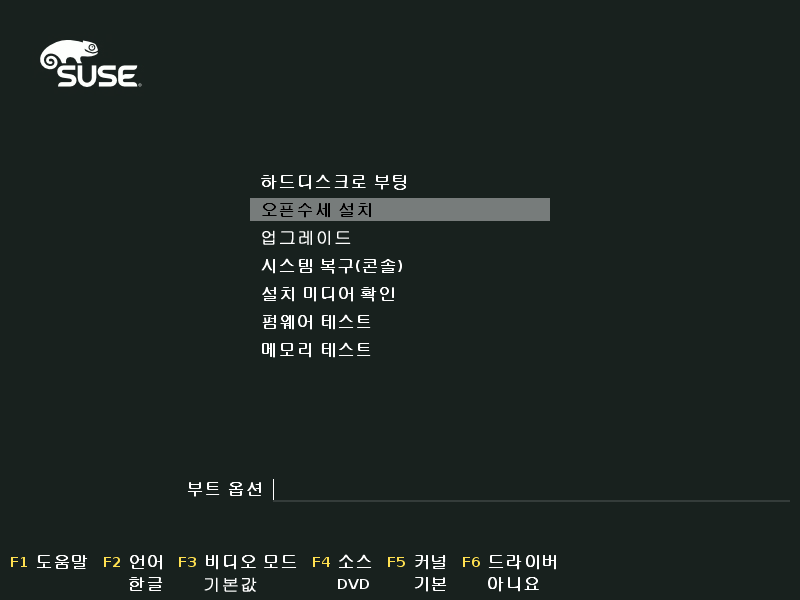 SUSE
하드디스크로 부팅
오픈수세 설치
업그레이드
시스템 복구(콘솔)
설치 미디어 확인
펌웨어 테스트
메모리 테스트
부트 옵션
F1 도움말 F2 언어 F3 비디오 모드 F4 소스 F5 커널 F6 드라이버
한글 기본값 DVD 기본 아니요